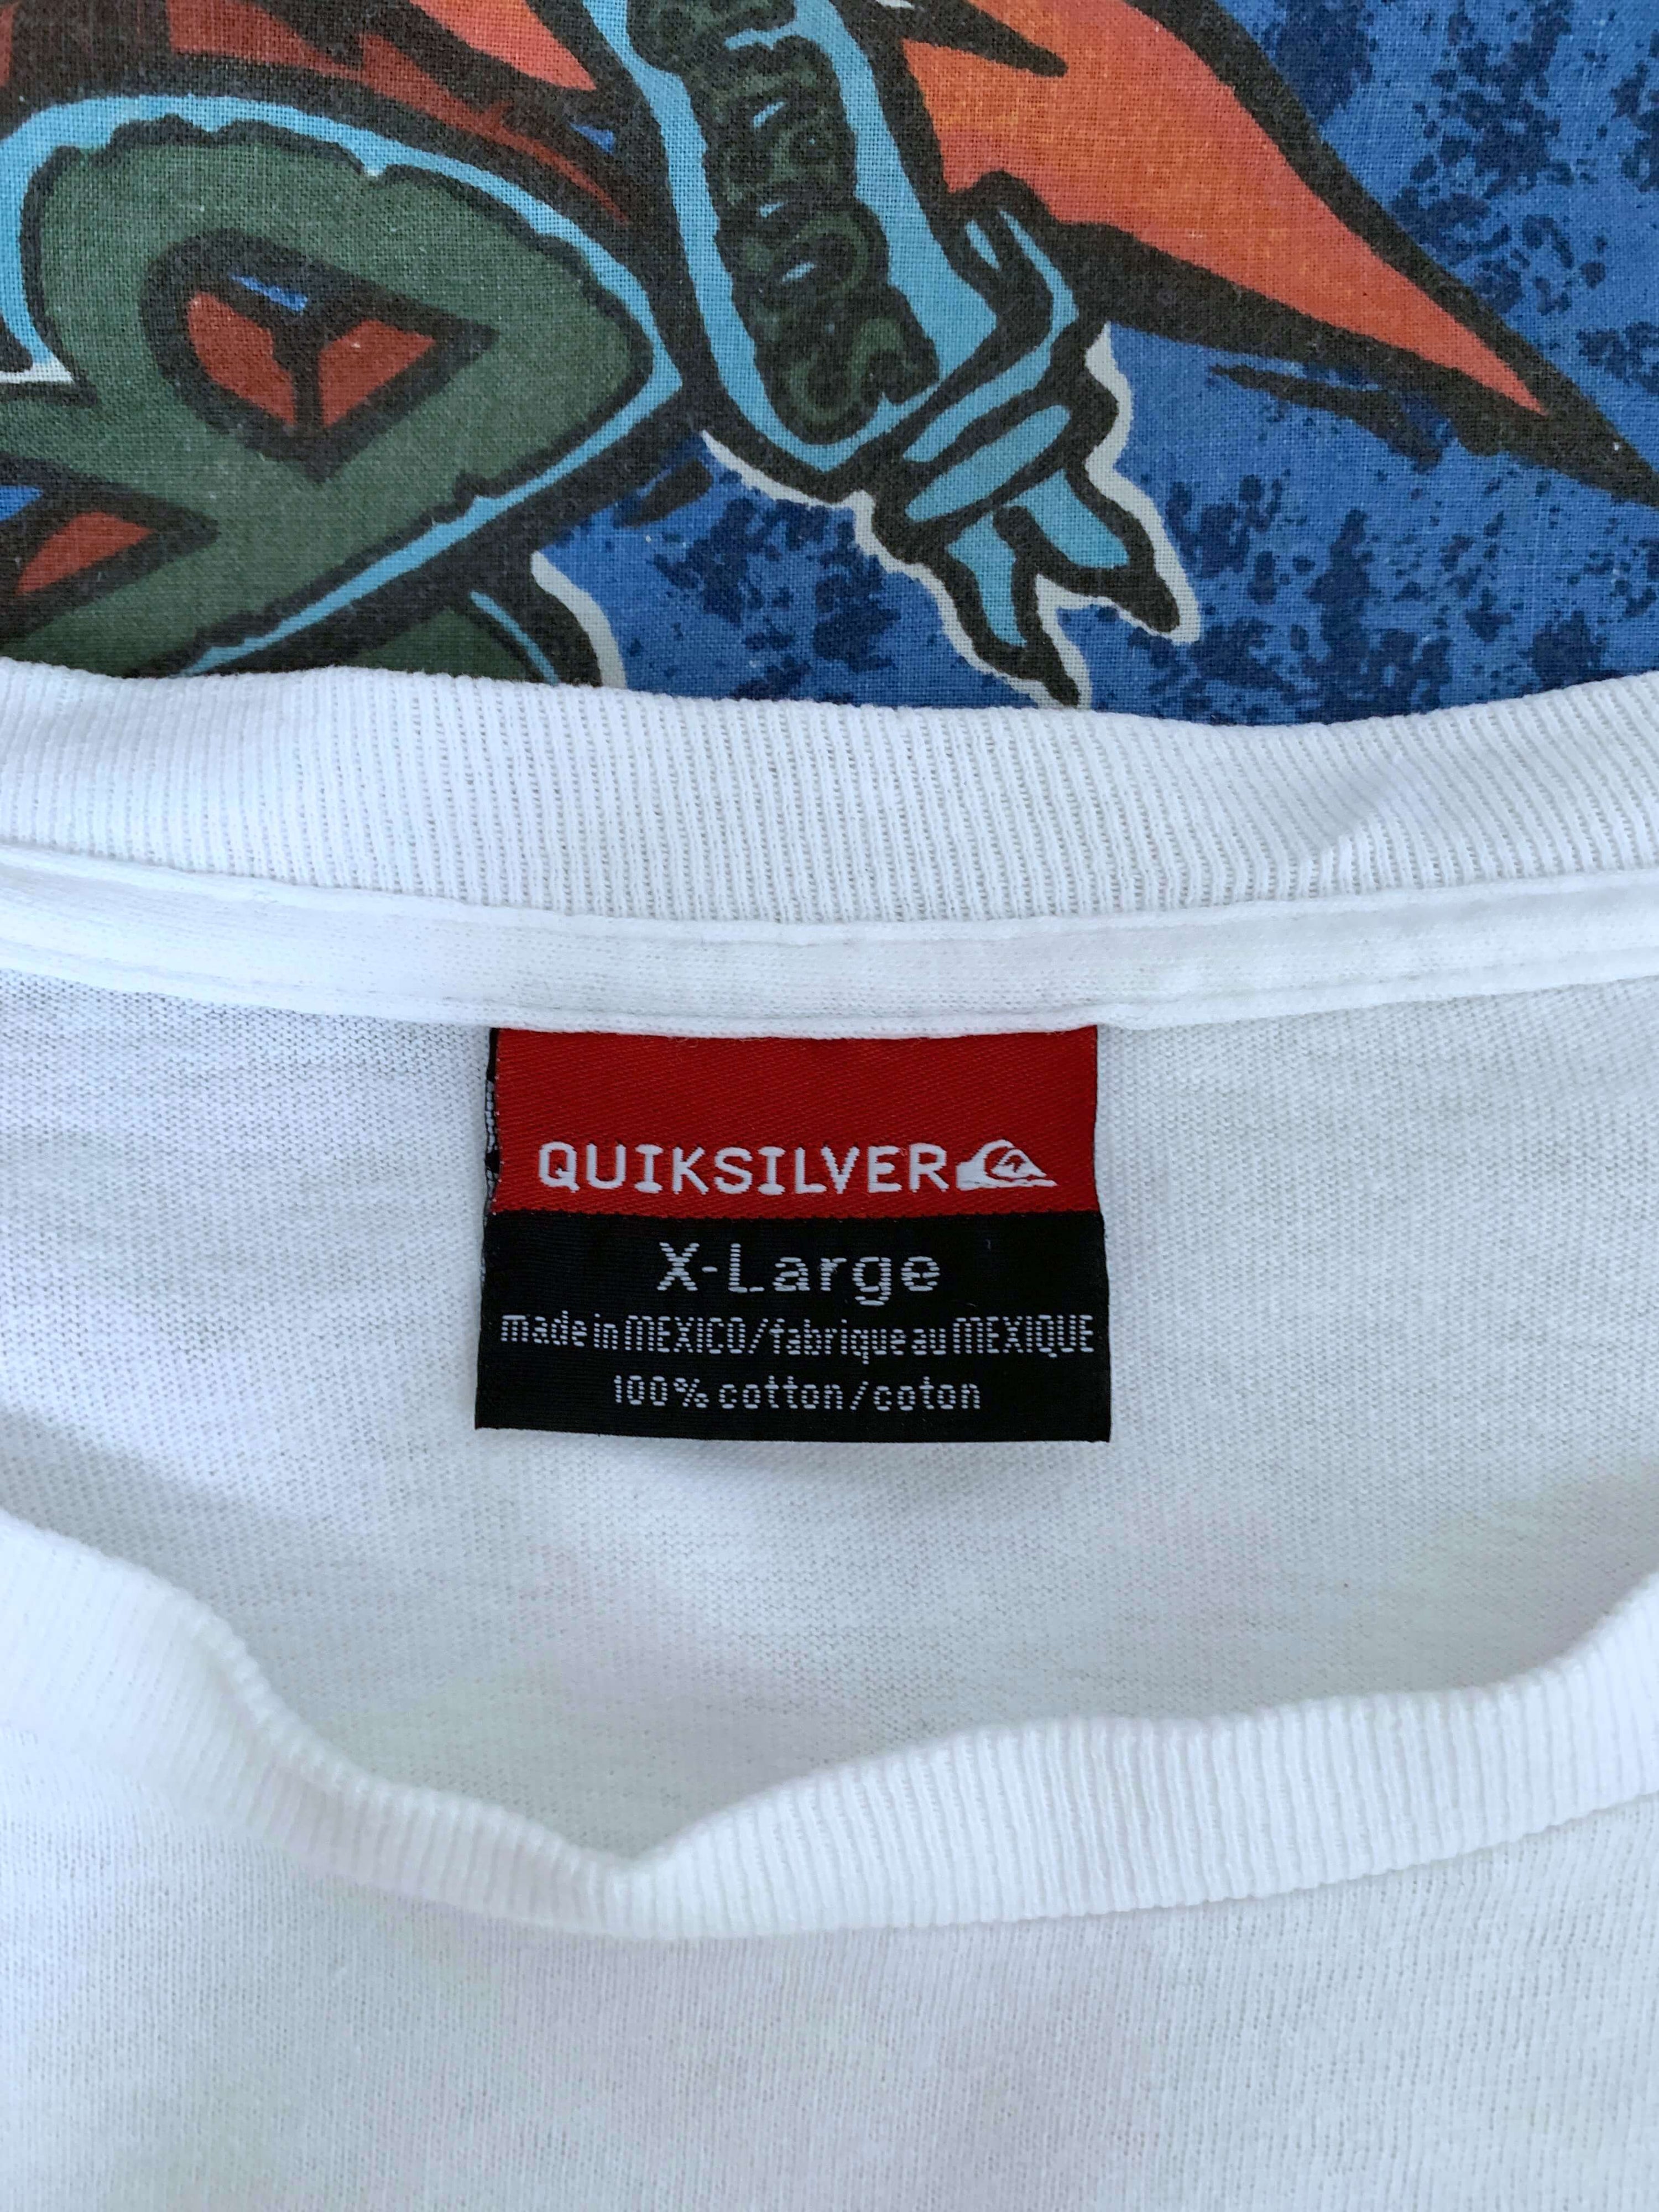 QUIKSILVER
X-Large
made in MEXICO/fabrique au MEXIQUE
100% cotton/coton